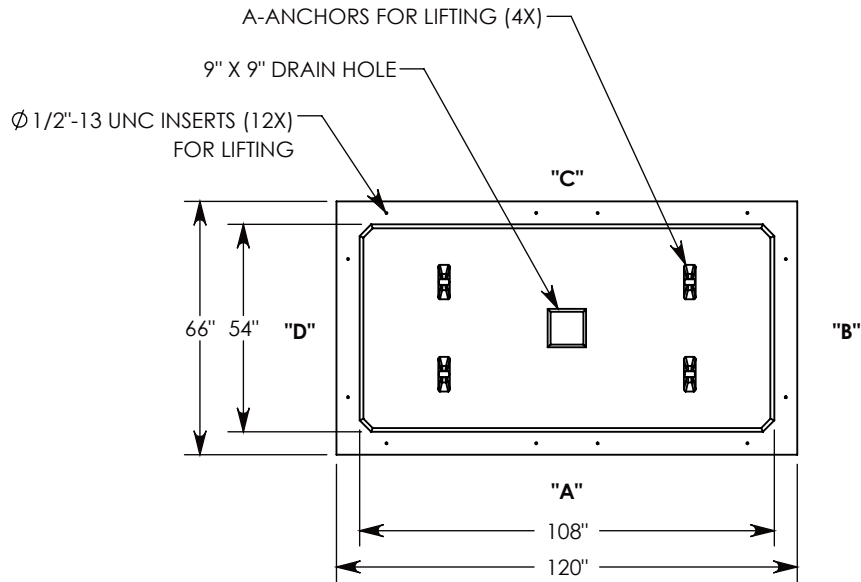 A-ANCHORS FOR LIFTING (4X)
9" X 9" DRAIN HOLE
Ø 1/2"-13 UNC INSERTS (12X)
FOR LIFTING
"C"
66" 54" "D" "B"
"A"
108"
120"